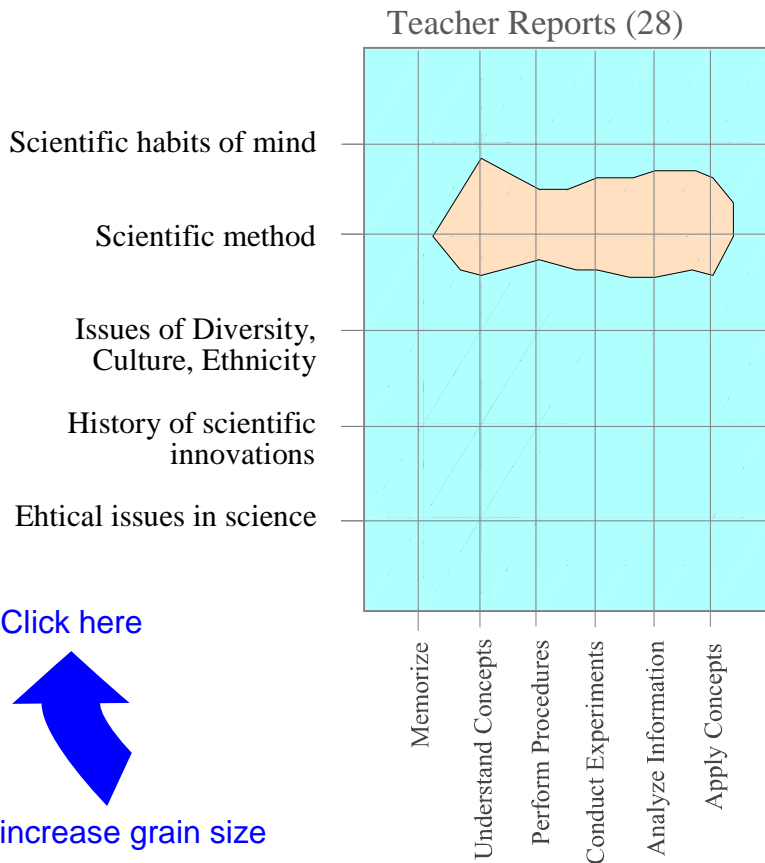 Teacher Reports (28)
Scientific habits of mind
Scientific method
Issues of Diversity,
Culture, Ethnicity
History of scientific
innovations
Ehtical issues in science
Click here
increase grain size
Memorize
Understand Concepts
Perform Procedures
Conduct Experiments
Analyze Information
Apply Concepts